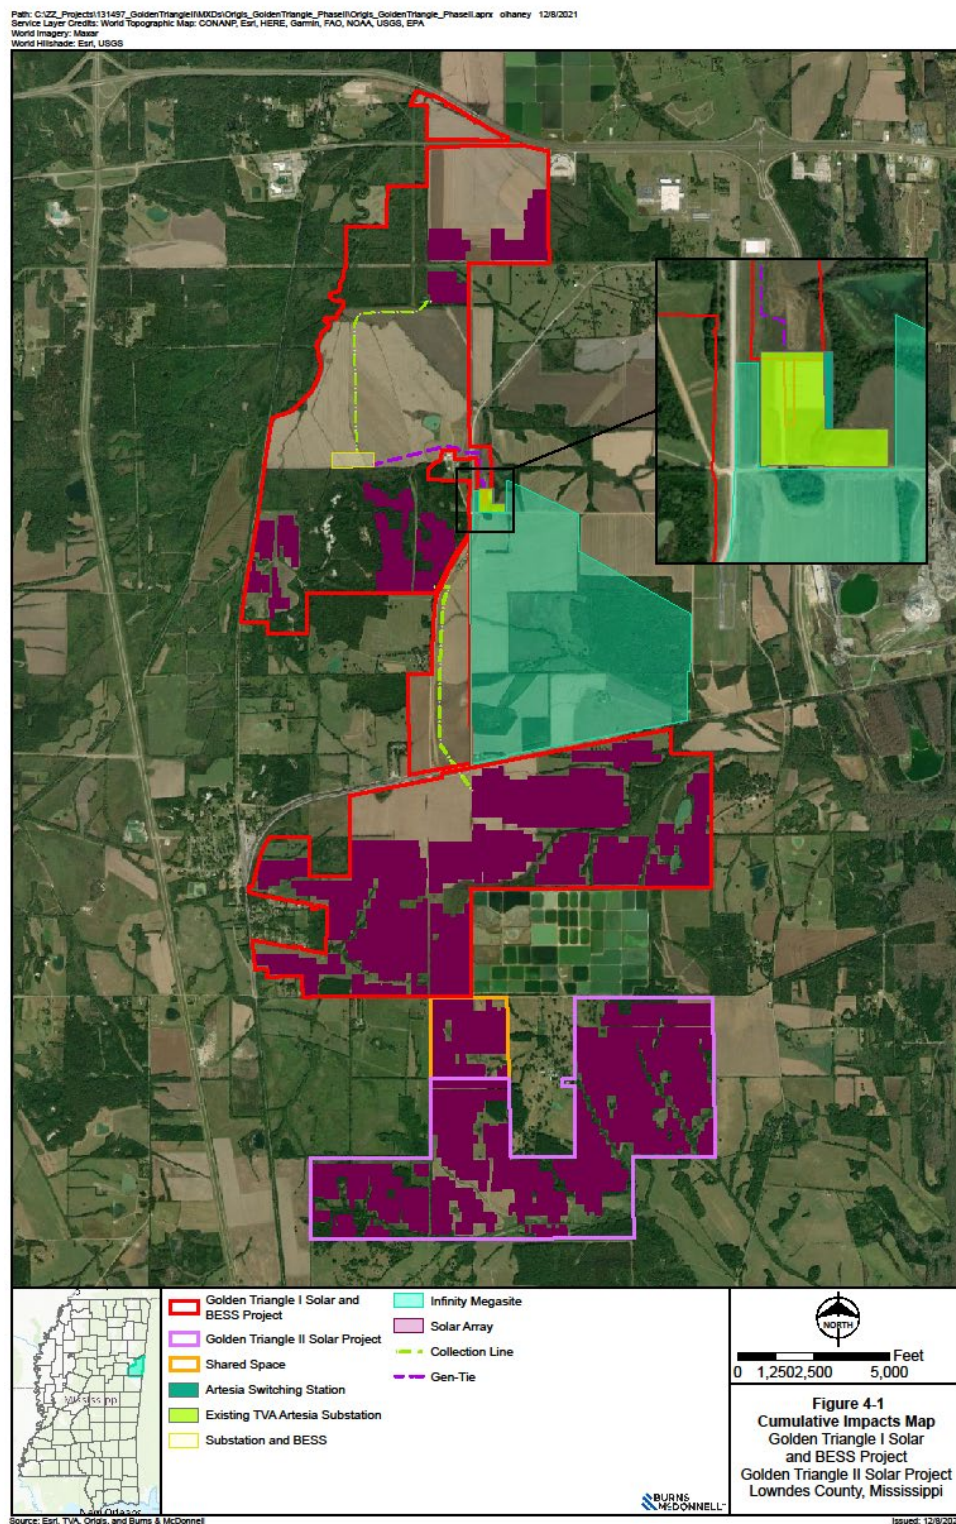 Path: C:\ZZ_Projects\131497_GoldenTriangleII\MXDs\Origis_GoldenTriangle_PhaseII\Origis_GoldenTriangle_PhaseII.aprx olhaney 12/8/2021
Service Layer Credits: World Topographic Map: CONANP, Esri, HERE, Garmin, FAO, NOAA, USGS, EPA
World Imagery: Maxar
World Hillshade: Esri, USGS
Mississippi
New Orleans
Golden Triangle I Solar and
BESS Project
Golden Triangle II Solar Project
Shared Space
Artesia Switching Station
Existing TVA Artesia Substation
Substation and BESS
Infinity Megasite
Solar Array
Collection Line
Gen-Tie
BURNS
McDONNELL
NORTH
Feet
0 1,250 2,500 5,000
Figure 4-1
Cumulative Impacts Map
Golden Triangle I Solar
and BESS Project
Golden Triangle II Solar Project
Lowndes County, Mississippi
Source: Esri, TVA, Origis, and Burns & McDonnell
Issued: 12/8/202